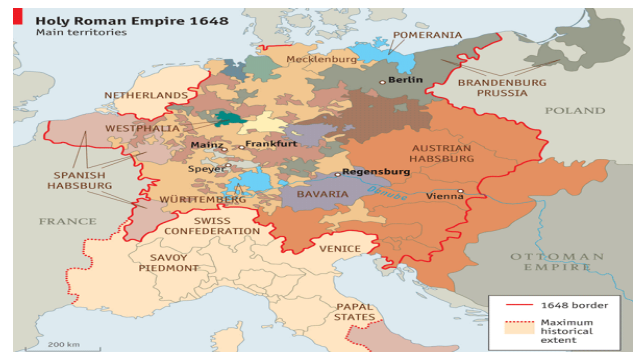 Holy Roman Empire 1648
Main territories
POMERANIA
Mecklenburg
Berlin
NETHERLANDS
BRANDENBURG
PRUSSIA
POLAND
WESTPHALIA
Mainz
Frankfurt
AUSTRIAN
HABSBURG
Speyer
SPANISH
HABSBURG
Regensburg
BAVARIA
Danube
Vienna
WÜRTTEMBERG
FRANCE
SWISS
CONFEDERATION
VENICE
SAVOY
PIEDMONT
OTTOMAN
EMPIRE
PAPAL
STATES
1648 border
Maximum
historical
extent
200 km